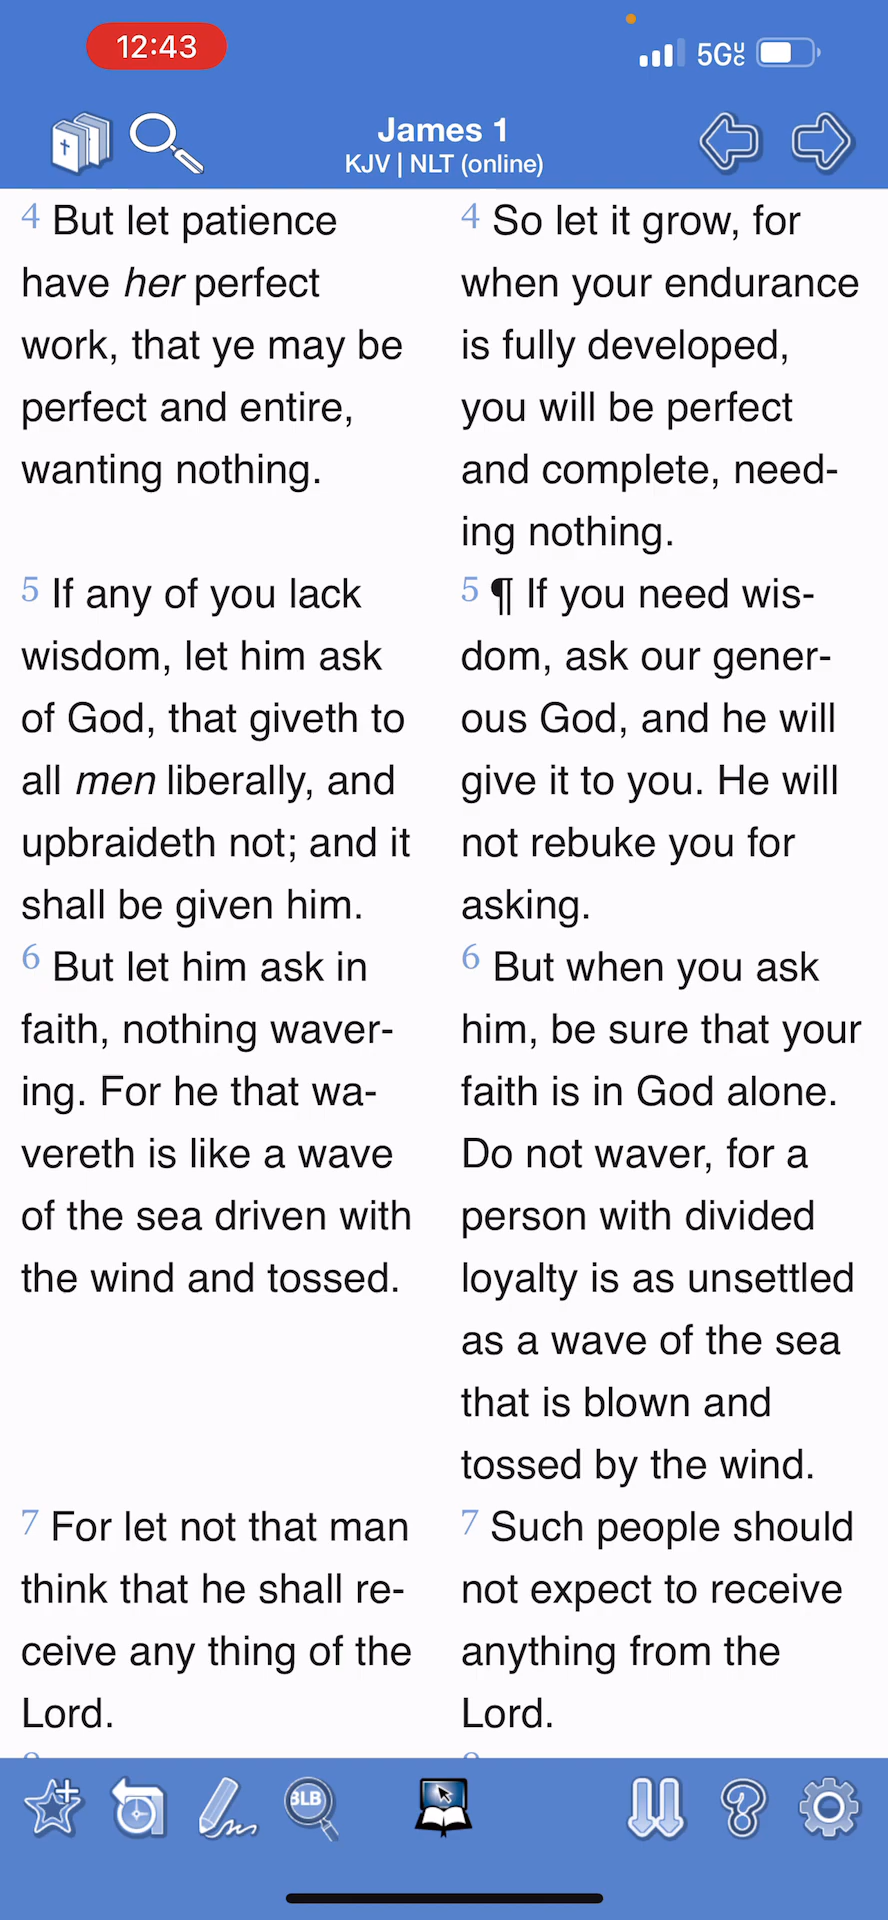 12:43
5G UC
James 1
KJV | NLT (online)
4 But let patience
have her perfect
work, that ye may be
perfect and entire,
wanting nothing.
5 If any of you lack
wisdom, let him ask
of God, that giveth to
all men liberally, and
upbraideth not; and it
shall be given him.
6 But let him ask in
faith, nothing waver-
ing. For he that wa-
vereth is like a wave
of the sea driven with
the wind and tossed.
7 For let not that man
think that he shall re-
ceive any thing of the
Lord.
4 So let it grow, for
when your endurance
is fully developed,
you will be perfect
and complete, need-
ing nothing.
5 ¶ If you need wis-
dom, ask our gener-
ous God, and he will
give it to you. He will
not rebuke you for
asking.
6 But when you ask
him, be sure that your
faith is in God alone.
Do not waver, for a
person with divided
loyalty is as unsettled
as a wave of the sea
that is blown and
tossed by the wind.
7 Such people should
not expect to receive
anything from the
Lord.
BLB